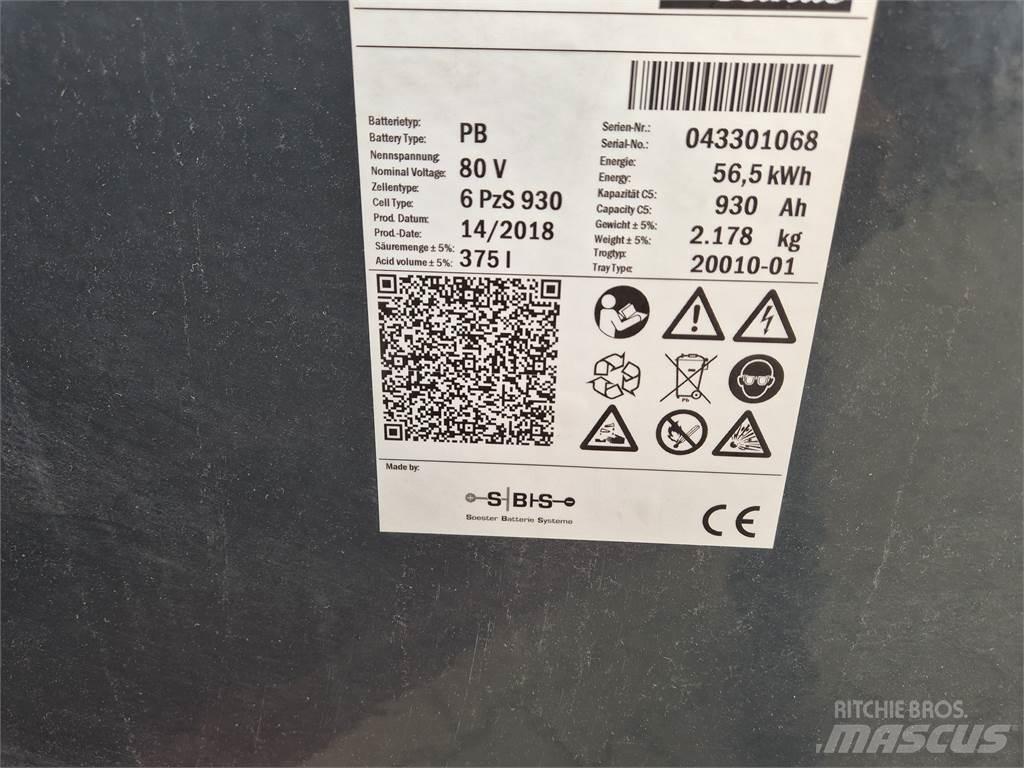 Batterietyp:
Battery Type: PB
Nennspannung:
Nominal Voltage: 80 V
Zellentype:
Cell Type: 6 PzS 930
Prod. Datum:
Prod.-Date: 14/2018
Säuremenge ± 5%:
Acid volume ± 5%: 375 l
Serien-Nr.:
Serial-No.: 043301068
Energie:
Energy: 56,5 kWh
Kapazität C5:
Capacity C5: 930 Ah
Gewicht ± 5%:
Weight ± 5%: 2.178 kg
Trogtyp:
Tray Type: 20010-01
Pb
Made by:
S|BI-S
Soester Batterie Systeme
CE
RITCHIE BROS.
MASCUS